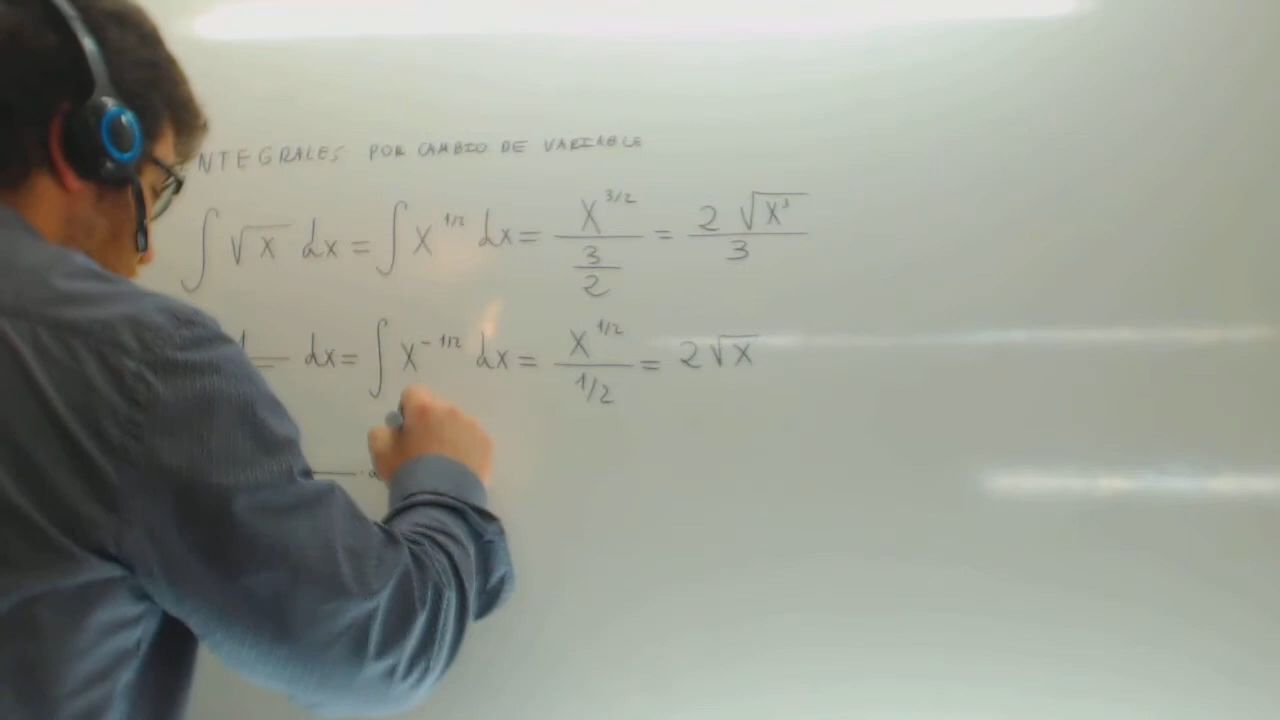 NTEGRALES POR CAMBIO DE VARIABLE
∫ √x dx = ∫ x^1/2 dx = x^3/2 / (3/2) = 2 √x³ / 3
1 dx = ∫ x^-1/2 dx = x^1/2 / (1/2) = 2√x